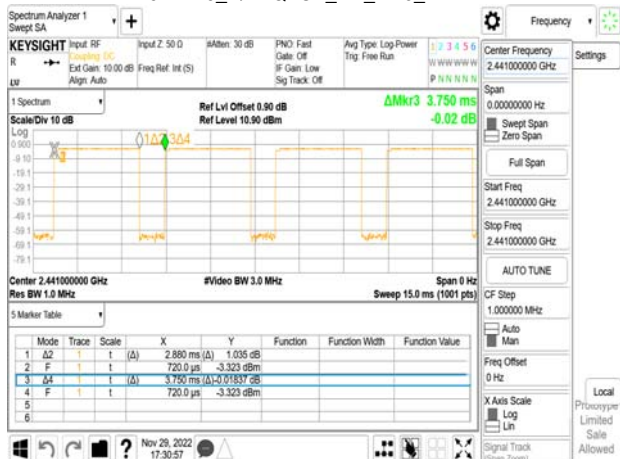 Spectrum Analyzer 1
Swept SA
Frequency
KEYSIGHT Input: RF Input Z: 50 Ω #Atten: 30 dB PNO: Fast Avg Type: Log-Power 1 2 3 4 5 6
R Coupling: DC Gate: Off Trig: Free Run
Ext Gain: 10.00 dB Freq Ref: Int (S) IF Gain: Low W W W W W W
Align: Auto Sig Track: Off P N N N N N
LXI
1 Spectrum Ref Lvl Offset 0.90 dB ΔMkr3 3.750 ms
Scale/Div 10 dB Ref Level 10.90 dBm -0.02 dB
Log
0.900
-9.10
-19.1
-29.1
-39.1
-49.1
-59.1
-69.1
-79.1
Center 2.441000000 GHz #Video BW 3.0 MHz Span 0 Hz
Res BW 1.0 MHz Sweep 15.0 ms (1001 pts)
5 Marker Table
Mode Trace Scale X Y Function Function Width Function Value
1 Δ2 1 t (Δ) 2.880 ms (Δ) 1.035 dB
2 F 1 t 720.0 µs -3.323 dBm
3 Δ4 1 t (Δ) 3.750 ms (Δ) -0.01837 dB
4 F 1 t 720.0 µs -3.323 dBm
5
6
Nov 29, 2022
17:30:57
Center Frequency
2.441000000 GHz
Settings
Span
0.00000000 Hz
Swept Span
Zero Span
Full Span
Start Freq
2.441000000 GHz
Stop Freq
2.441000000 GHz
AUTO TUNE
CF Step
1.000000 MHz
Auto
Man
Freq Offset
0 Hz
X Axis Scale
Log
Lin
Signal Track
(Span Zoom)
Local
Prototype
Limited
Sale
Allowed